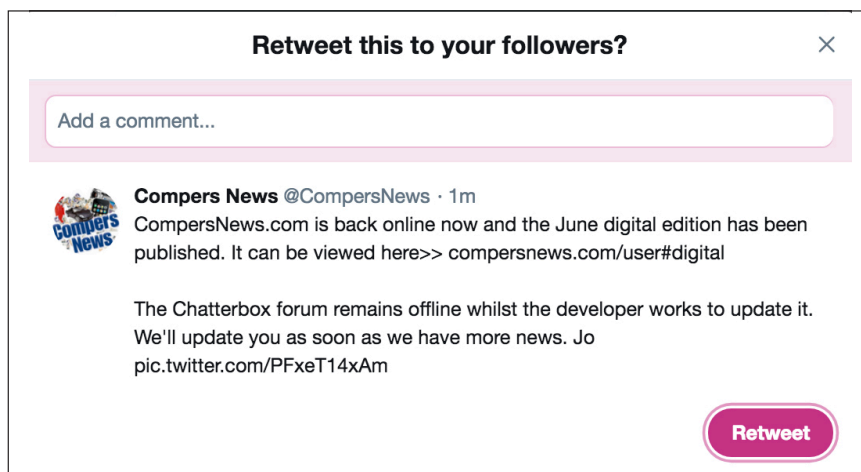 Retweet this to your followers?
Add a comment...
Compers News @CompersNews · 1m
CompersNews.com is back online now and the June digital edition has been
published. It can be viewed here>> compersnews.com/user#digital
The Chatterbox forum remains offline whilst the developer works to update it.
We'll update you as soon as we have more news. Jo
pic.twitter.com/PFxeT14xAm
Compers
News
Retweet